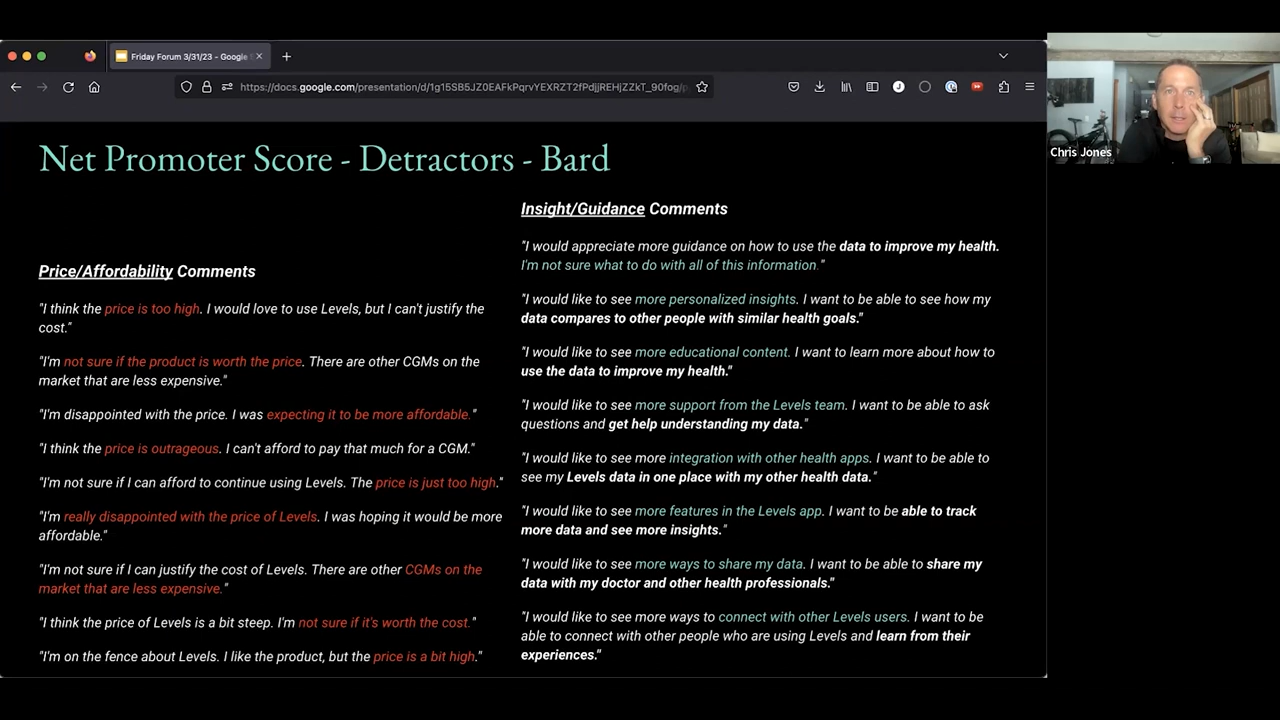 Friday Forum 3/31/23 - Google
https://docs.google.com/presentation/d/1g15SB5JZ0EAFkPqrvYEXRZT2fPdjjREHjZZkT_90fog/p
Chris Jones
Net Promoter Score - Detractors - Bard
Price/Affordability Comments
"I think the price is too high. I would love to use Levels, but I can't justify the
cost."
"I'm not sure if the product is worth the price. There are other CGMs on the
market that are less expensive."
"I'm disappointed with the price. I was expecting it to be more affordable."
"I think the price is outrageous. I can't afford to pay that much for a CGM."
"I'm not sure if I can afford to continue using Levels. The price is just too high."
"I'm really disappointed with the price of Levels. I was hoping it would be more
affordable."
"I'm not sure if I can justify the cost of Levels. There are other CGMs on the
market that are less expensive."
"I think the price of Levels is a bit steep. I'm not sure if it's worth the cost."
"I'm on the fence about Levels. I like the product, but the price is a bit high."
Insight/Guidance Comments
"I would appreciate more guidance on how to use the data to improve my health.
I'm not sure what to do with all of this information."
"I would like to see more personalized insights. I want to be able to see how my
data compares to other people with similar health goals."
"I would like to see more educational content. I want to learn more about how to
use the data to improve my health."
"I would like to see more support from the Levels team. I want to be able to ask
questions and get help understanding my data."
"I would like to see more integration with other health apps. I want to be able to
see my Levels data in one place with my other health data."
"I would like to see more features in the Levels app. I want to be able to track
more data and see more insights."
"I would like to see more ways to share my data. I want to be able to share my
data with my doctor and other health professionals."
"I would like to see more ways to connect with other Levels users. I want to be
able to connect with other people who are using Levels and learn from their
experiences."